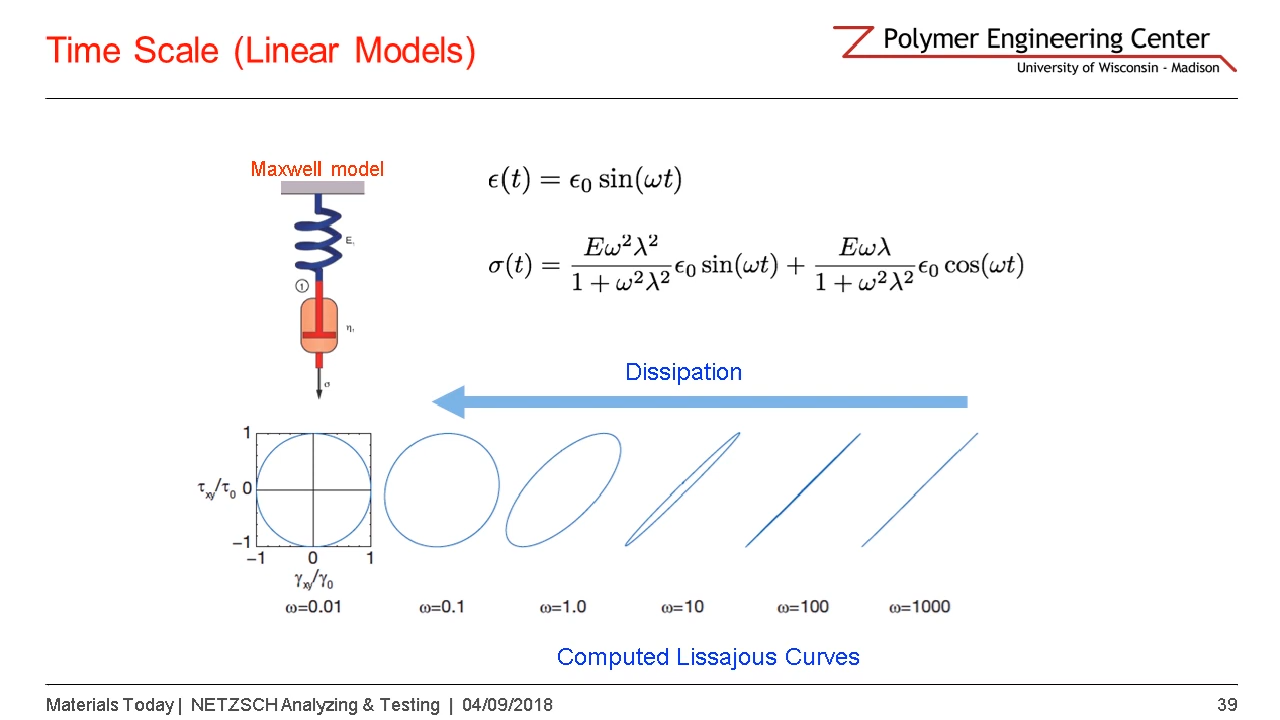 Time Scale (Linear Models)
Polymer Engineering Center
University of Wisconsin - Madison
Maxwell model
E₁
1
η₁
σ
ϵ(t) = ϵ₀ sin(ωt)
σ(t) = Eω²λ² / 1 + ω²λ² ϵ₀ sin(ωt) + Eωλ / 1 + ω²λ² ϵ₀ cos(ωt)
Dissipation
1
τxy/τ0 0
−1
−1 0 1
γxy/γ0
ω=0.01 ω=0.1 ω=1.0 ω=10 ω=100 ω=1000
Computed Lissajous Curves
Materials Today | NETZSCH Analyzing & Testing | 04/09/2018
39